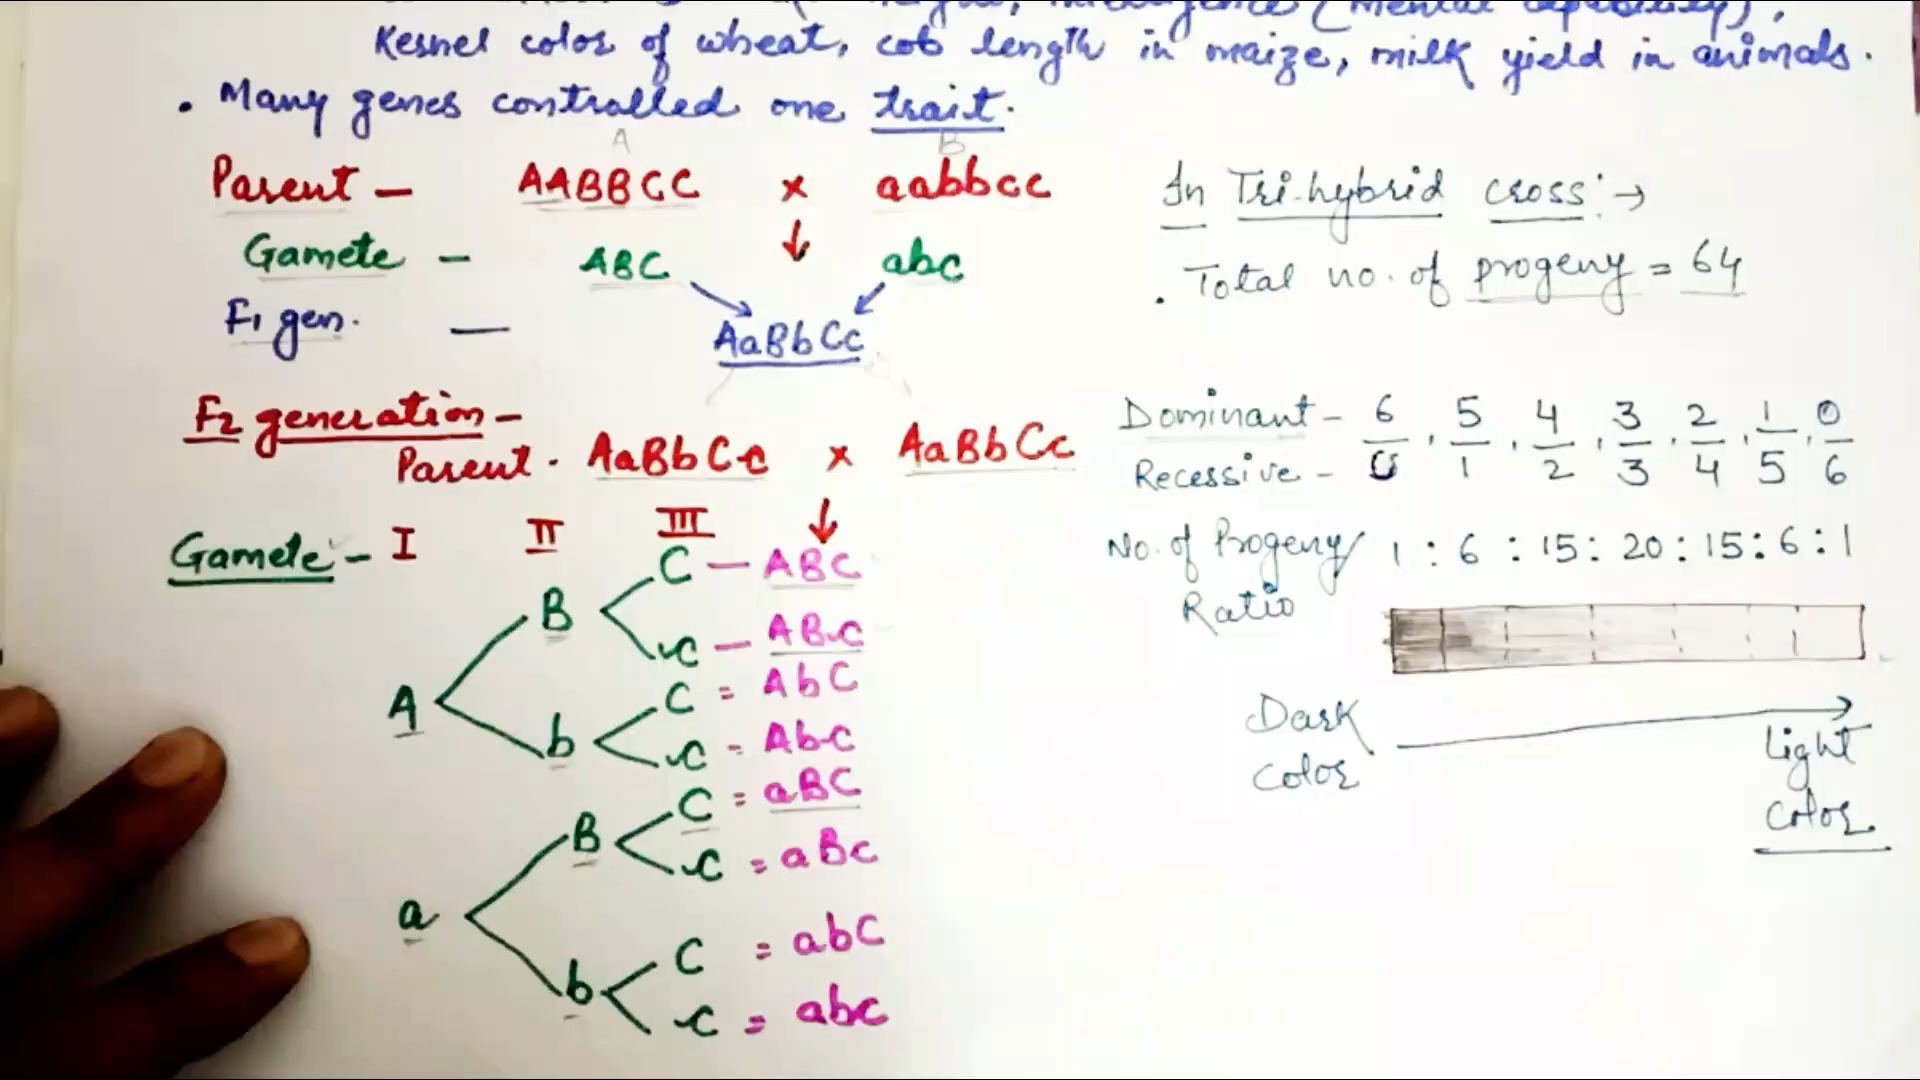 height, intelligence (Mental capability),
Kernel color of wheat, cob length in maize, milk yield in animals.
• Many genes controlled one trait.
A B
Parent – AABBCC × aabbcc
Gamete – ABC abc
F1 gen. — AaBbCc
F2 generation –
Parent. AaBbCc × AaBbCc
Gamete – I II III
A B C – ABC
c – ABc
b C = AbC
c - Abc
a B C = aBC
c = aBc
b C = abC
c = abc
In Tri-hybrid cross :→
• Total no. of progeny = 64
Dominant – 6 , 5 , 4 , 3 , 2 , 1 , 0
Recessive – 0 1 2 3 4 5 6
No. of Progeny/ 1 : 6 : 15 : 20 : 15 : 6 : 1
Ratio
Dark
color
Light
color.